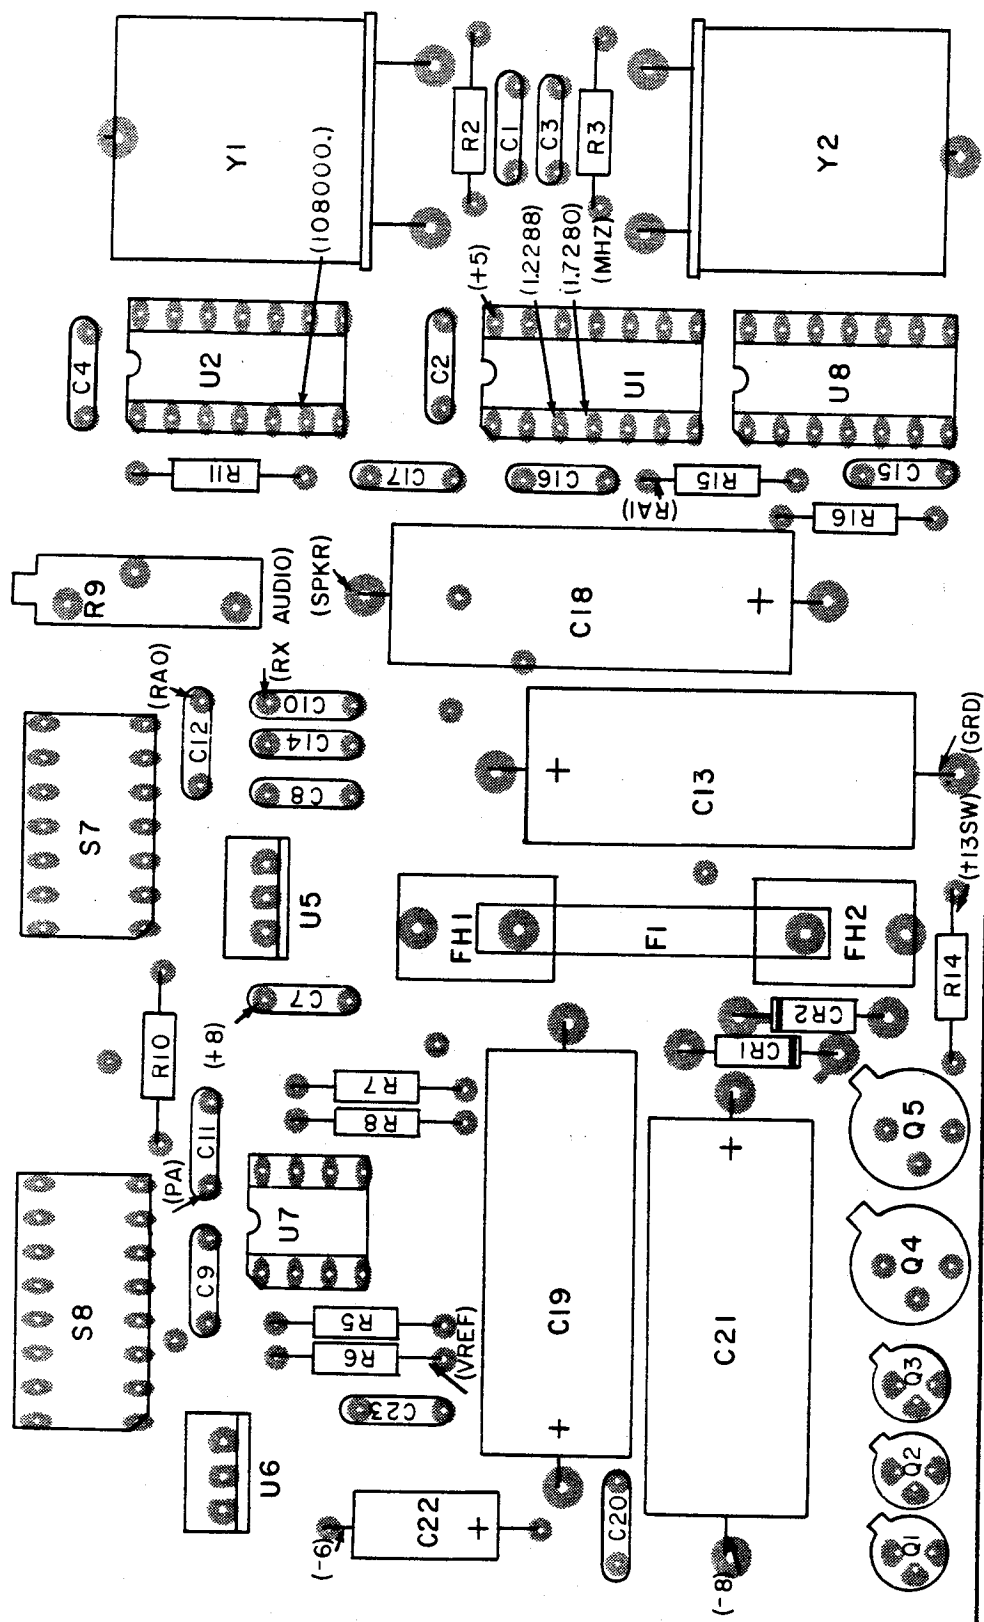 Y1
(108000.)
R2
C1
C3
R3
Y2
C4
U2
(+5)
(1.2288)
(1.7280)
(MHZ)
C2
U1
U8
R11
C17
C16
(RA1)
R15
C15
R16
R9
(RX AUDIO)
(SPKR)
C18
+
(RA0)
C12
C10
C14
C8
S7
U5
+
C13
(GRD)
(+13SW)
FH1
F1
FH2
R14
C7
(+8)
R10
CR2
CR1
R7
R8
C11
(PA)
U7
C9
S8
R5
R6
(VREF)
C23
C19
+
+
C21
Q5
Q4
Q3
Q2
Q1
U6
(-6)
C22
+
C20
(-8)